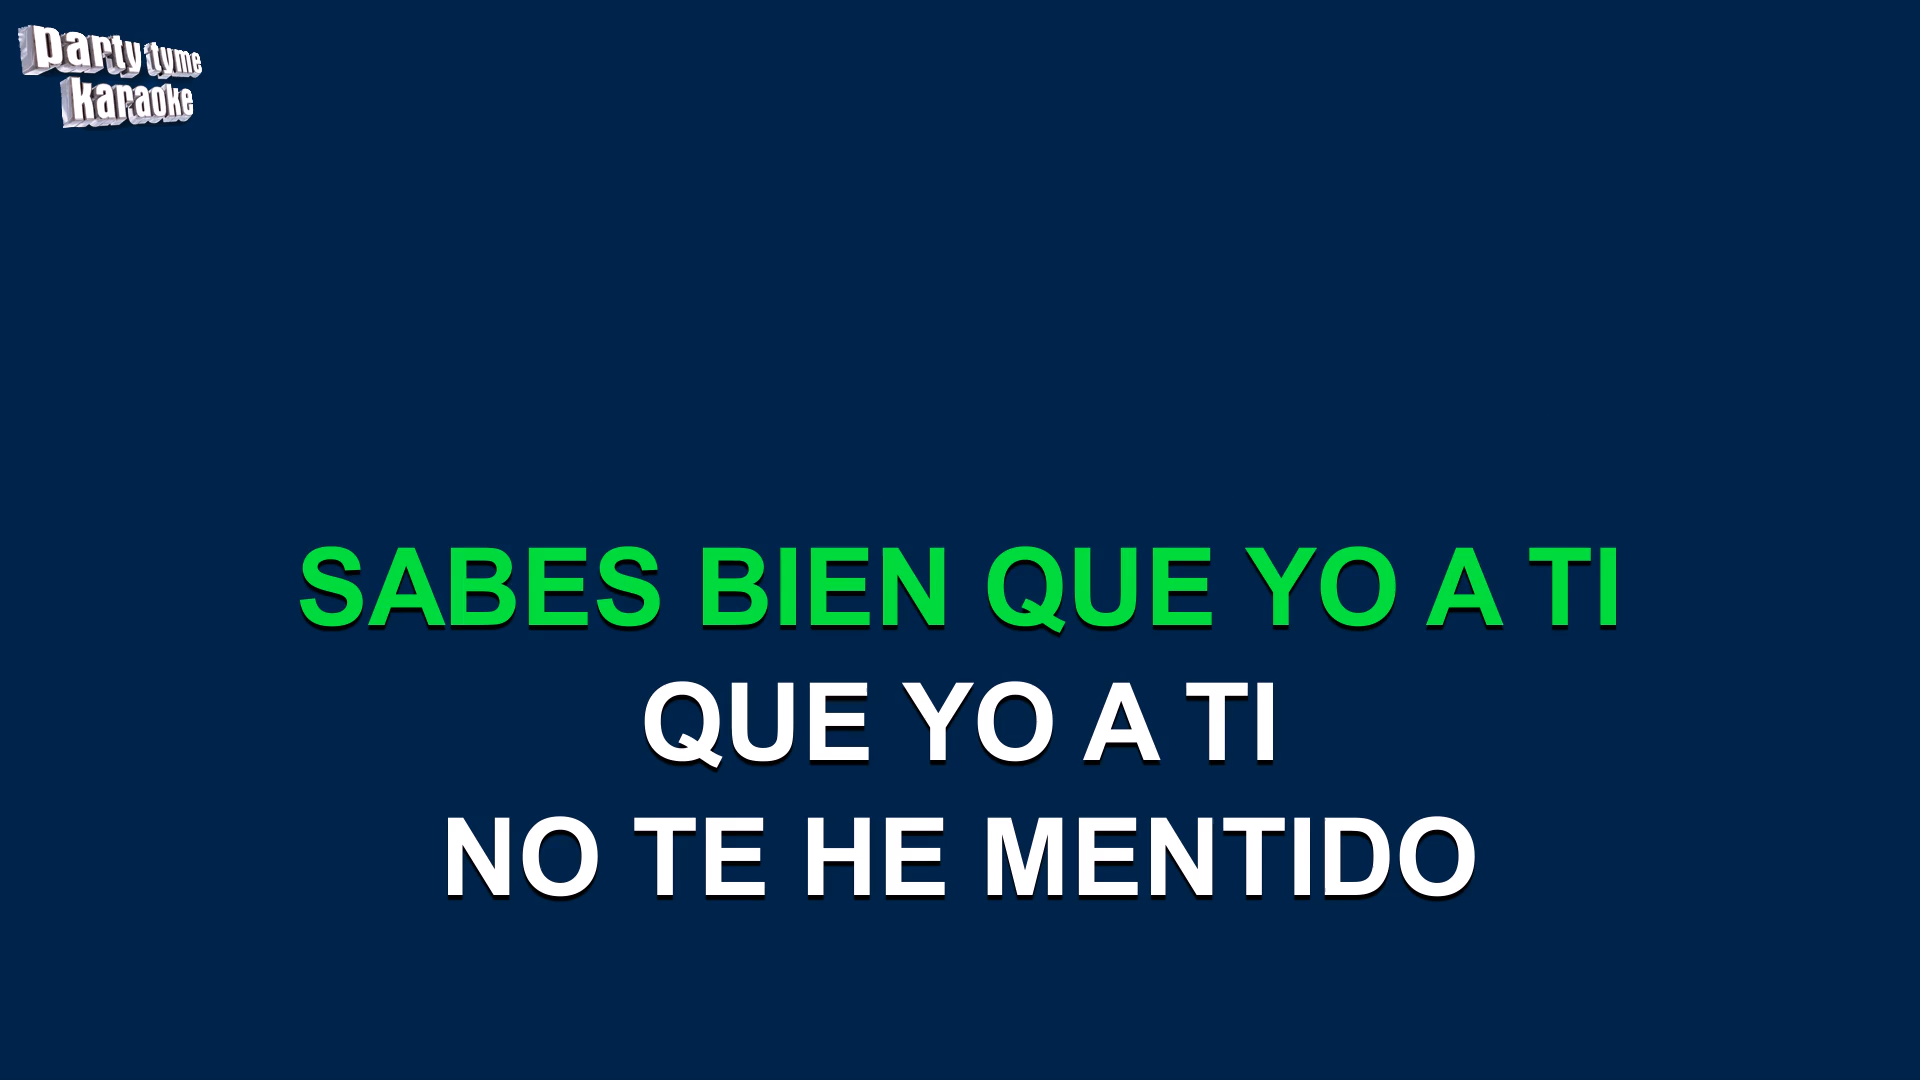 party tyme
karaoke
SABES BIEN QUE YO A TI
QUE YO A TI
NO TE HE MENTIDO